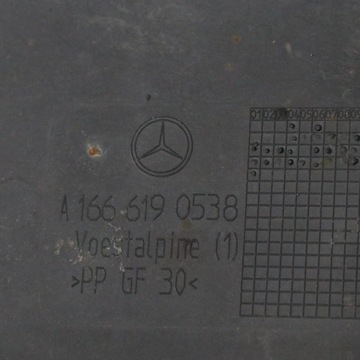 A 166 619 0538
Voestalpine (1)
>PP GF 30<